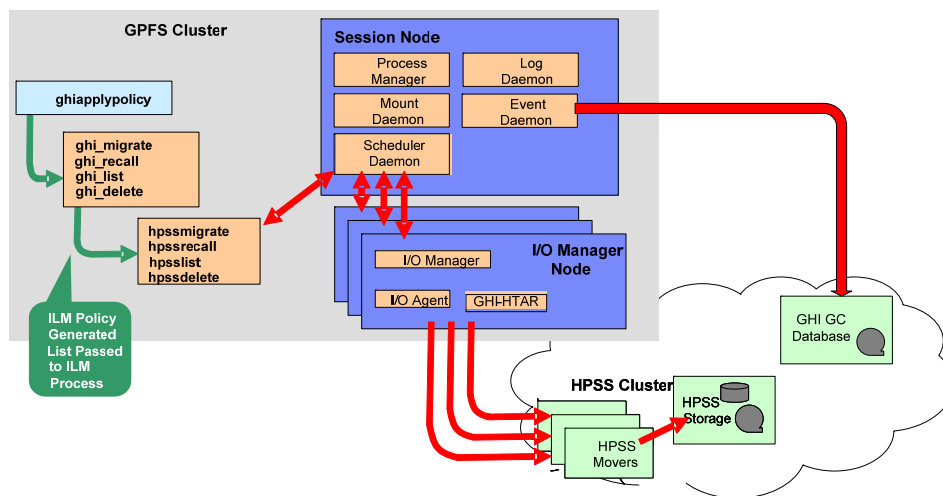 GPFS Cluster
Session Node
Process
Manager
Log
Daemon
Mount
Daemon
Event
Daemon
Scheduler
Daemon
ghiapplypolicy
ghi_migrate
ghi_recall
ghi_list
ghi_delete
hpssmigrate
hpssrecall
hpsslist
hpssdelete
ILM Policy
Generated
List Passed
to ILM
Process
I/O Manager
Node
I/O Manager
I/O Agent
GHI-HTAR
GHI GC
Database
HPSS Cluster
HPSS
Storage
HPSS
Movers